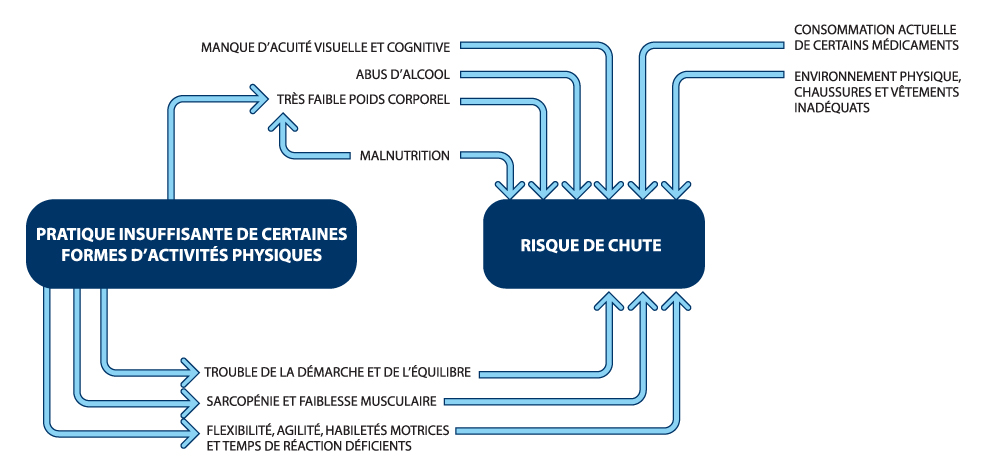 MANQUE D'ACUITÉ VISUELLE ET COGNITIVE
ABUS D'ALCOOL
TRÈS FAIBLE POIDS CORPOREL
MALNUTRITION
CONSOMMATION ACTUELLE
DE CERTAINS MÉDICAMENTS
ENVIRONNEMENT PHYSIQUE,
CHAUSSURES ET VÊTEMENTS
INADÉQUATS
PRATIQUE INSUFFISANTE DE CERTAINES
FORMES D'ACTIVITÉS PHYSIQUES
RISQUE DE CHUTE
TROUBLE DE LA DÉMARCHE ET DE L'ÉQUILIBRE
SARCOPÉNIE ET FAIBLESSE MUSCULAIRE
FLEXIBILITÉ, AGILITÉ, HABILETÉS MOTRICES
ET TEMPS DE RÉACTION DÉFICIENTS